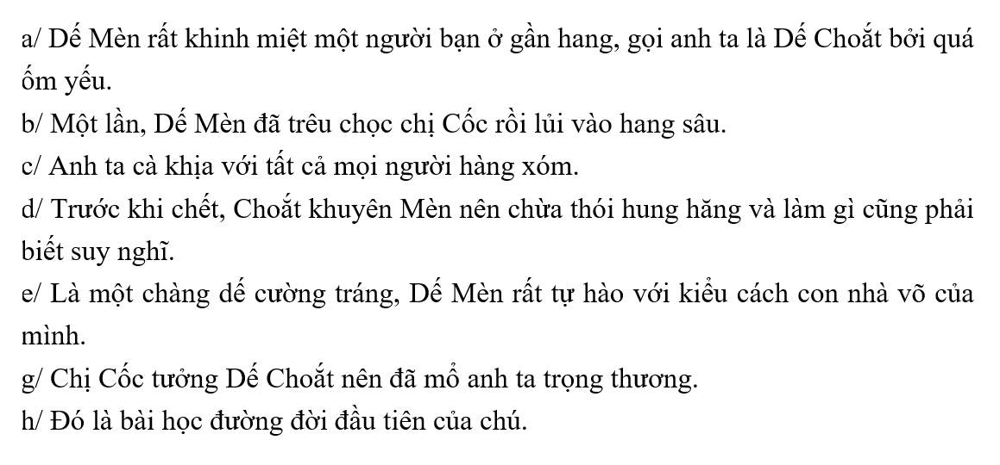 a/ Dế Mèn rất khinh miệt một người bạn ở gần hang, gọi anh ta là Dế Choắt bởi quá
ốm yếu.
b/ Một lần, Dế Mèn đã trêu chọc chị Cốc rồi lủi vào hang sâu.
c/ Anh ta cà khịa với tất cả mọi người hàng xóm.
d/ Trước khi chết, Choắt khuyên Mèn nên chừa thói hung hăng và làm gì cũng phải
biết suy nghĩ.
e/ Là một chàng dế cường tráng, Dế Mèn rất tự hào với kiểu cách con nhà võ của
mình.
g/ Chị Cốc tưởng Dế Choắt nên đã mổ anh ta trọng thương.
h/ Đó là bài học đường đời đầu tiên của chú.